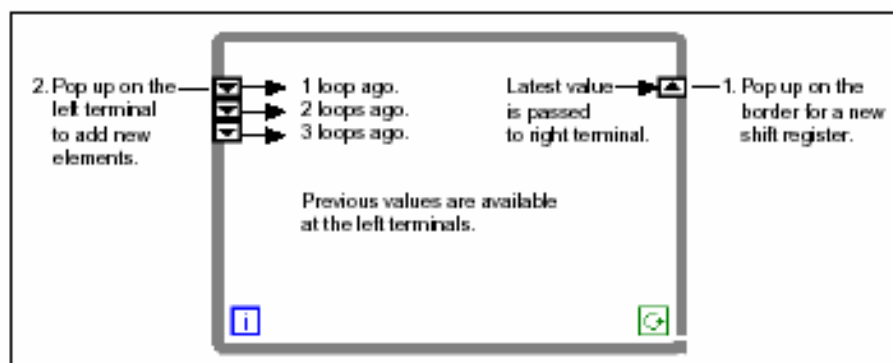 2. Pop up on the
left terminal
to add new
elements.
1 loop ago.
2 loops ago.
3 loops ago.
Latest value
is passed
to right terminal.
1. Pop up on the
border for a new
shift register.
Previous values are available
at the left terminals.
i